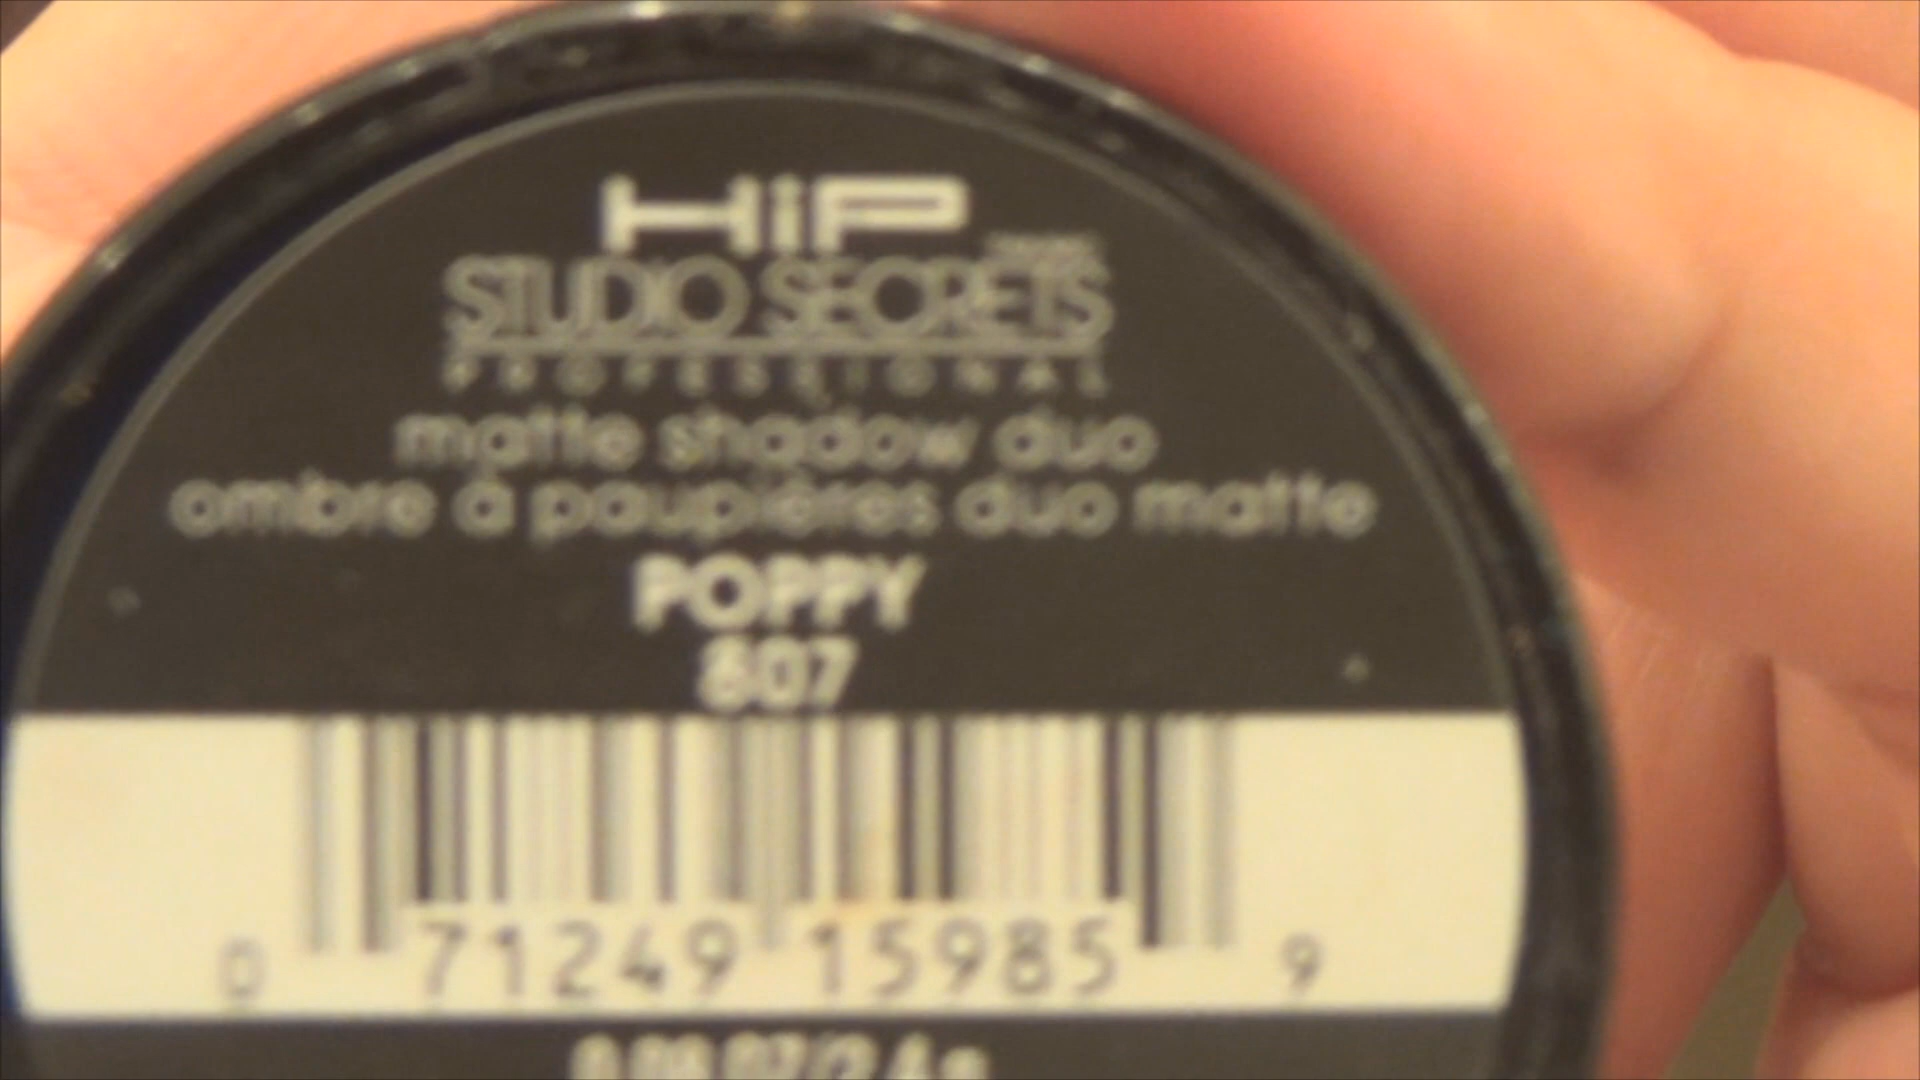 HiP
STUDIO SECRETS
PROFESSIONAL
matte shadow duo
ombre à paupières duo matte
POPPY
807
0 71249 15985 9